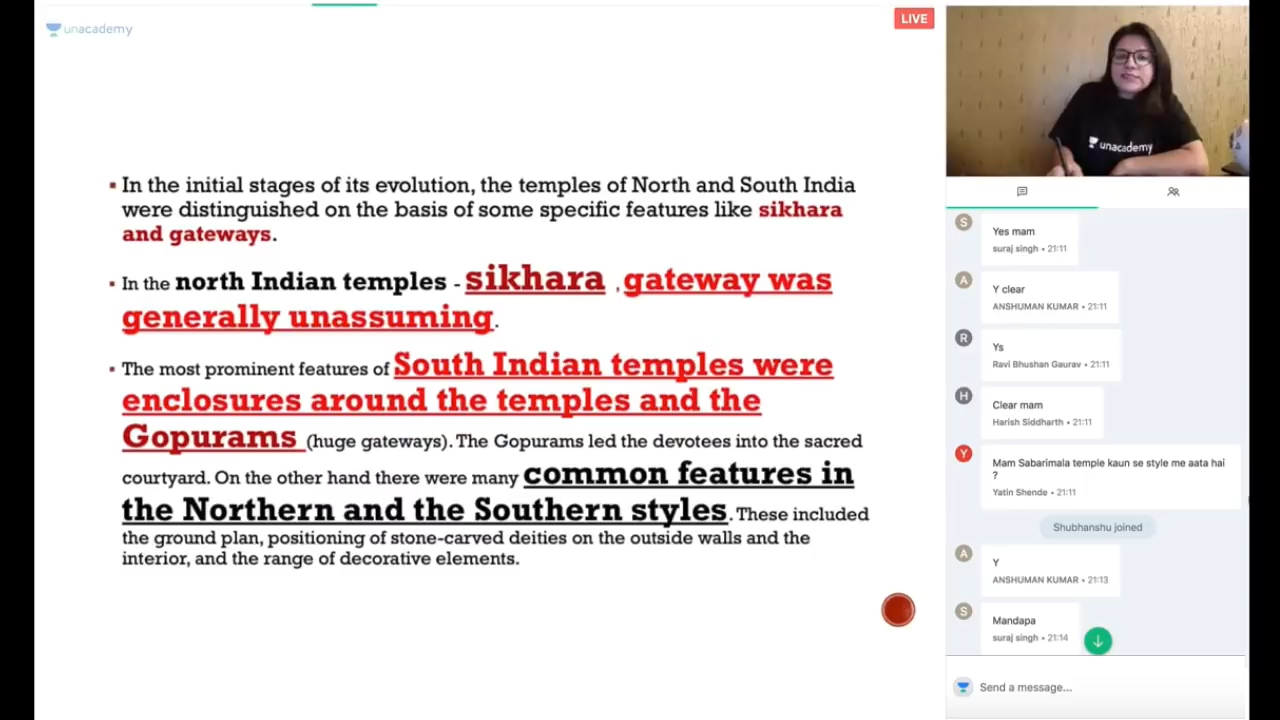 unacademy
LIVE
In the initial stages of its evolution, the temples of North and South India
were distinguished on the basis of some specific features like sikhara
and gateways.
In the north Indian temples - sikhara , gateway was
generally unassuming.
The most prominent features of South Indian temples were
enclosures around the temples and the
Gopurams (huge gateways). The Gopurams led the devotees into the sacred
courtyard. On the other hand there were many common features in
the Northern and the Southern styles. These included
the ground plan, positioning of stone-carved deities on the outside walls and the
interior, and the range of decorative elements.
unacademy
S
Yes mam
suraj singh • 21:11
A
Y clear
ANSHUMAN KUMAR • 21:11
R
Ys
Ravi Bhushan Gaurav • 21:11
H
Clear mam
Harish Siddharth • 21:11
Y
Mam Sabarimala temple kaun se style me aata hai
?
Yatin Shende • 21:11
Shubhanshu joined
A
Y
ANSHUMAN KUMAR • 21:13
S
Mandapa
suraj singh • 21:14
Send a message...